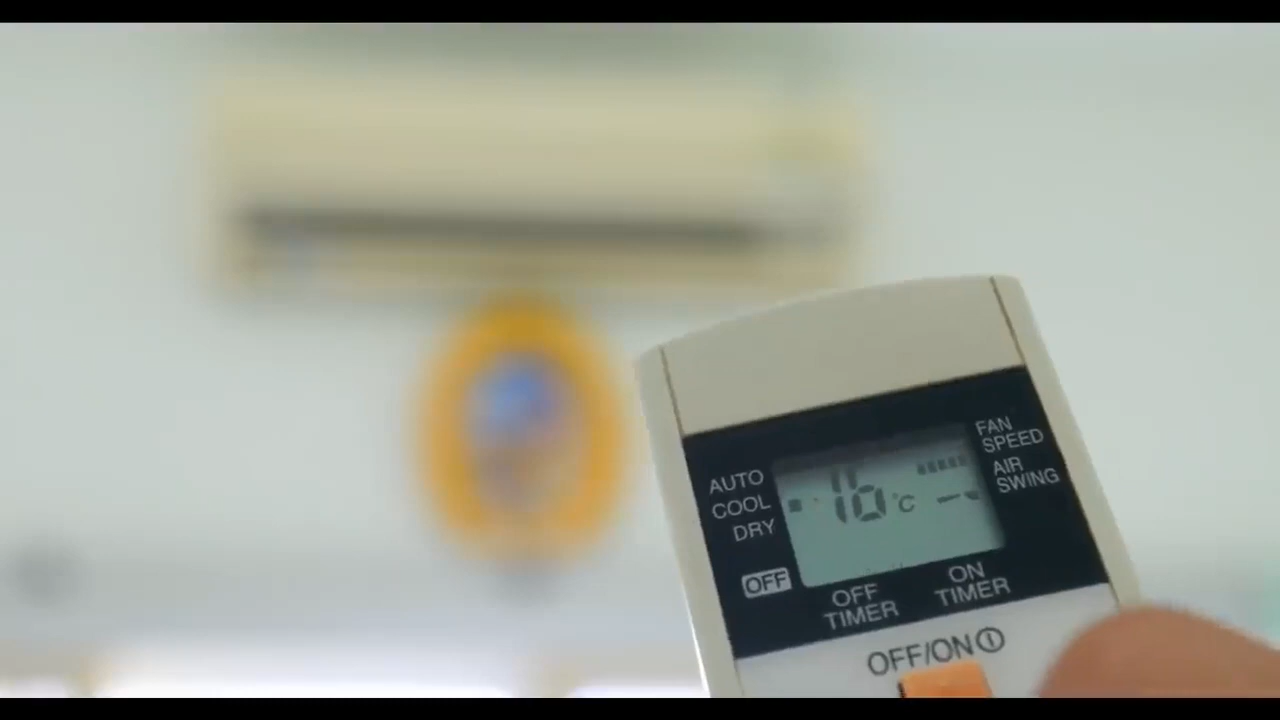 FAN
SPEED
AIR
SWING
AUTO
COOL
DRY
16 °C
OFF
OFF
TIMER
ON
TIMER
OFF/ON